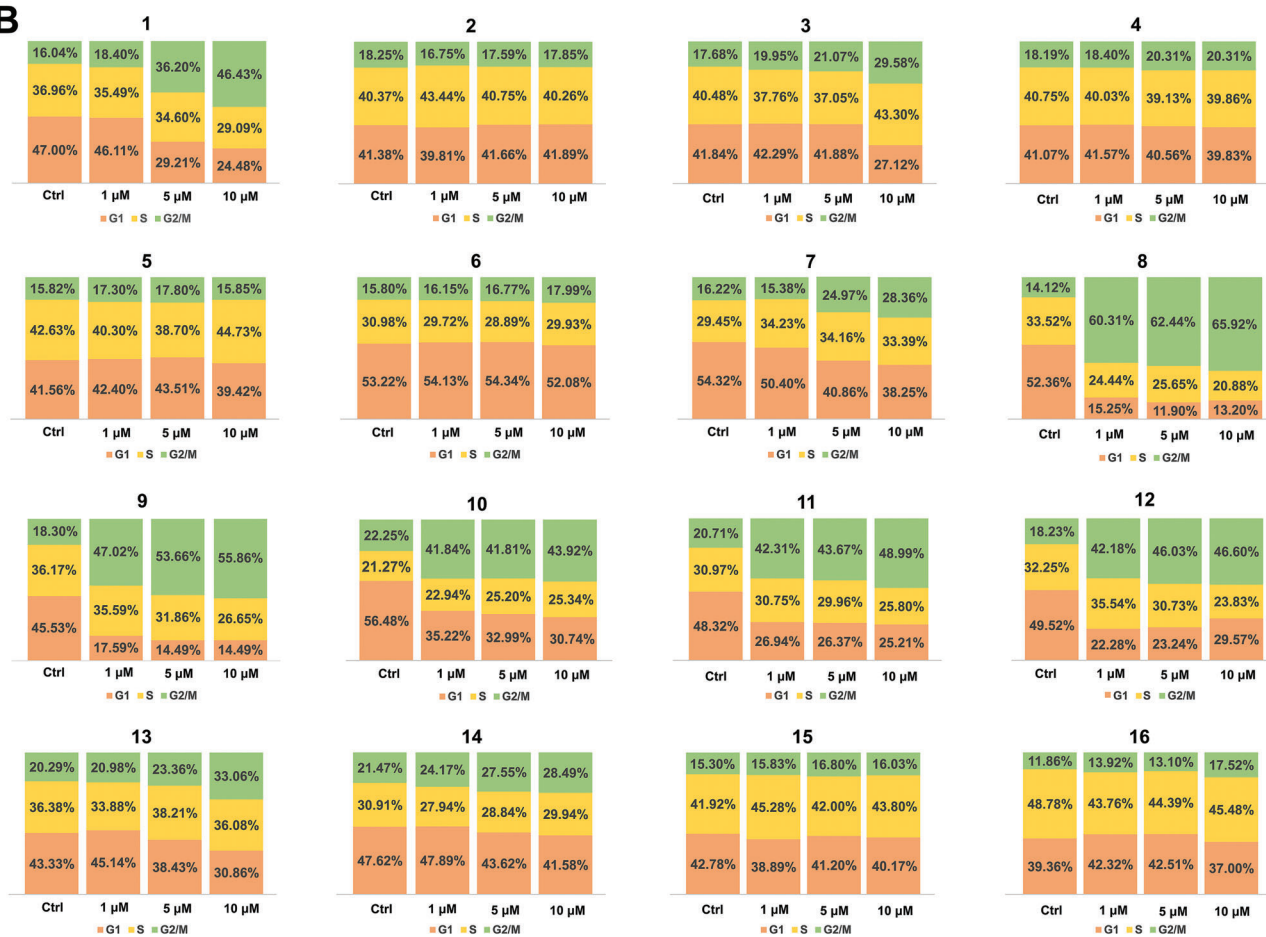 B
1 2 3 4
16.04% 18.40% 36.20% 46.43% 18.25% 16.75% 17.59% 17.85% 17.68% 19.95% 21.07% 29.58% 18.19% 18.40% 20.31% 20.31%
36.96% 35.49% 34.60% 29.09% 40.37% 43.44% 40.75% 40.26% 40.48% 37.76% 37.05% 43.30% 40.75% 40.03% 39.13% 39.86%
47.00% 46.11% 29.21% 24.48% 41.38% 39.81% 41.66% 41.89% 41.84% 42.29% 41.88% 27.12% 41.07% 41.57% 40.56% 39.83%
Ctrl 1 µM 5 µM 10 µM Ctrl 1 µM 5 µM 10 µM Ctrl 1 µM 5 µM 10 µM Ctrl 1 µM 5 µM 10 µM
G1 S G2/M G1 S G2/M G1 S G2/M G1 S G2/M
5 6 7 8
15.82% 17.30% 17.80% 15.85% 15.80% 16.15% 16.77% 17.99% 16.22% 15.38% 24.97% 28.36% 14.12% 60.31% 62.44% 65.92%
42.63% 40.30% 38.70% 44.73% 30.98% 29.72% 28.89% 29.93% 29.45% 34.23% 34.16% 33.39% 33.52% 24.44% 25.65% 20.88%
41.56% 42.40% 43.51% 39.42% 53.22% 54.13% 54.34% 52.08% 54.32% 50.40% 40.86% 38.25% 52.36% 15.25% 11.90% 13.20%
Ctrl 1 µM 5 µM 10 µM Ctrl 1 µM 5 µM 10 µM Ctrl 1 µM 5 µM 10 µM Ctrl 1 µM 5 µM 10 µM
G1 S G2/M G1 S G2/M G1 S G2/M G1 S G2/M
9 10 11 12
18.30% 47.02% 53.66% 55.86% 22.25% 41.84% 41.81% 43.92% 20.71% 42.31% 43.67% 48.99% 18.23% 42.18% 46.03% 46.60%
36.17% 35.59% 31.86% 26.65% 21.27% 22.94% 25.20% 25.34% 30.97% 30.75% 29.96% 25.80% 32.25% 35.54% 30.73% 23.83%
45.53% 17.59% 14.49% 14.49% 56.48% 35.22% 32.99% 30.74% 48.32% 26.94% 26.37% 25.21% 49.52% 22.28% 23.24% 29.57%
Ctrl 1 µM 5 µM 10 µM Ctrl 1 µM 5 µM 10 µM Ctrl 1 µM 5 µM 10 µM Ctrl 1 µM 5 µM 10 µM
G1 S G2/M G1 S G2/M G1 S G2/M G1 S G2/M
13 14 15 16
20.29% 20.98% 23.36% 33.06% 21.47% 24.17% 27.55% 28.49% 15.30% 15.83% 16.80% 16.03% 11.86% 13.92% 13.10% 17.52%
36.38% 33.88% 38.21% 36.08% 30.91% 27.94% 28.84% 29.94% 41.92% 45.28% 42.00% 43.80% 48.78% 43.76% 44.39% 45.48%
43.33% 45.14% 38.43% 30.86% 47.62% 47.89% 43.62% 41.58% 42.78% 38.89% 41.20% 40.17% 39.36% 42.32% 42.51% 37.00%
Ctrl 1 µM 5 µM 10 µM Ctrl 1 µM 5 µM 10 µM Ctrl 1 µM 5 µM 10 µM Ctrl 1 µM 5 µM 10 µM
G1 S G2/M G1 S G2/M G1 S G2/M G1 S G2/M